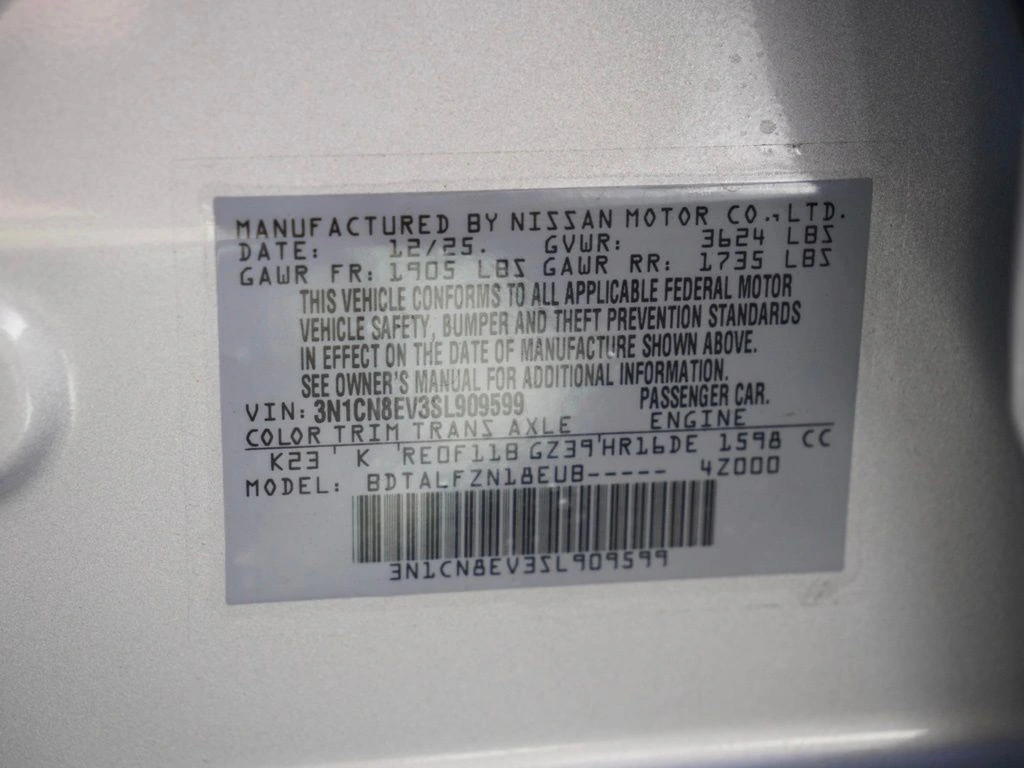 MANUFACTURED BY NISSAN MOTOR CO., LTD.
DATE: 12/25. GVWR: 3624 LBS
GAWR FR: 1905 LBS GAWR RR: 1735 LBS
THIS VEHICLE CONFORMS TO ALL APPLICABLE FEDERAL MOTOR
VEHICLE SAFETY, BUMPER AND THEFT PREVENTION STANDARDS
IN EFFECT ON THE DATE OF MANUFACTURE SHOWN ABOVE.
SEE OWNER'S MANUAL FOR ADDITIONAL INFORMATION.
VIN: 3N1CN8EV3SL909599 PASSENGER CAR.
COLOR TRIM TRANS AXLE ENGINE
K23 K RE0F11B GZ39 HR16DE 1598 CC
MODEL: BDTALFZN18EUB----- 4Z000
3N1CN8EV3SL909599